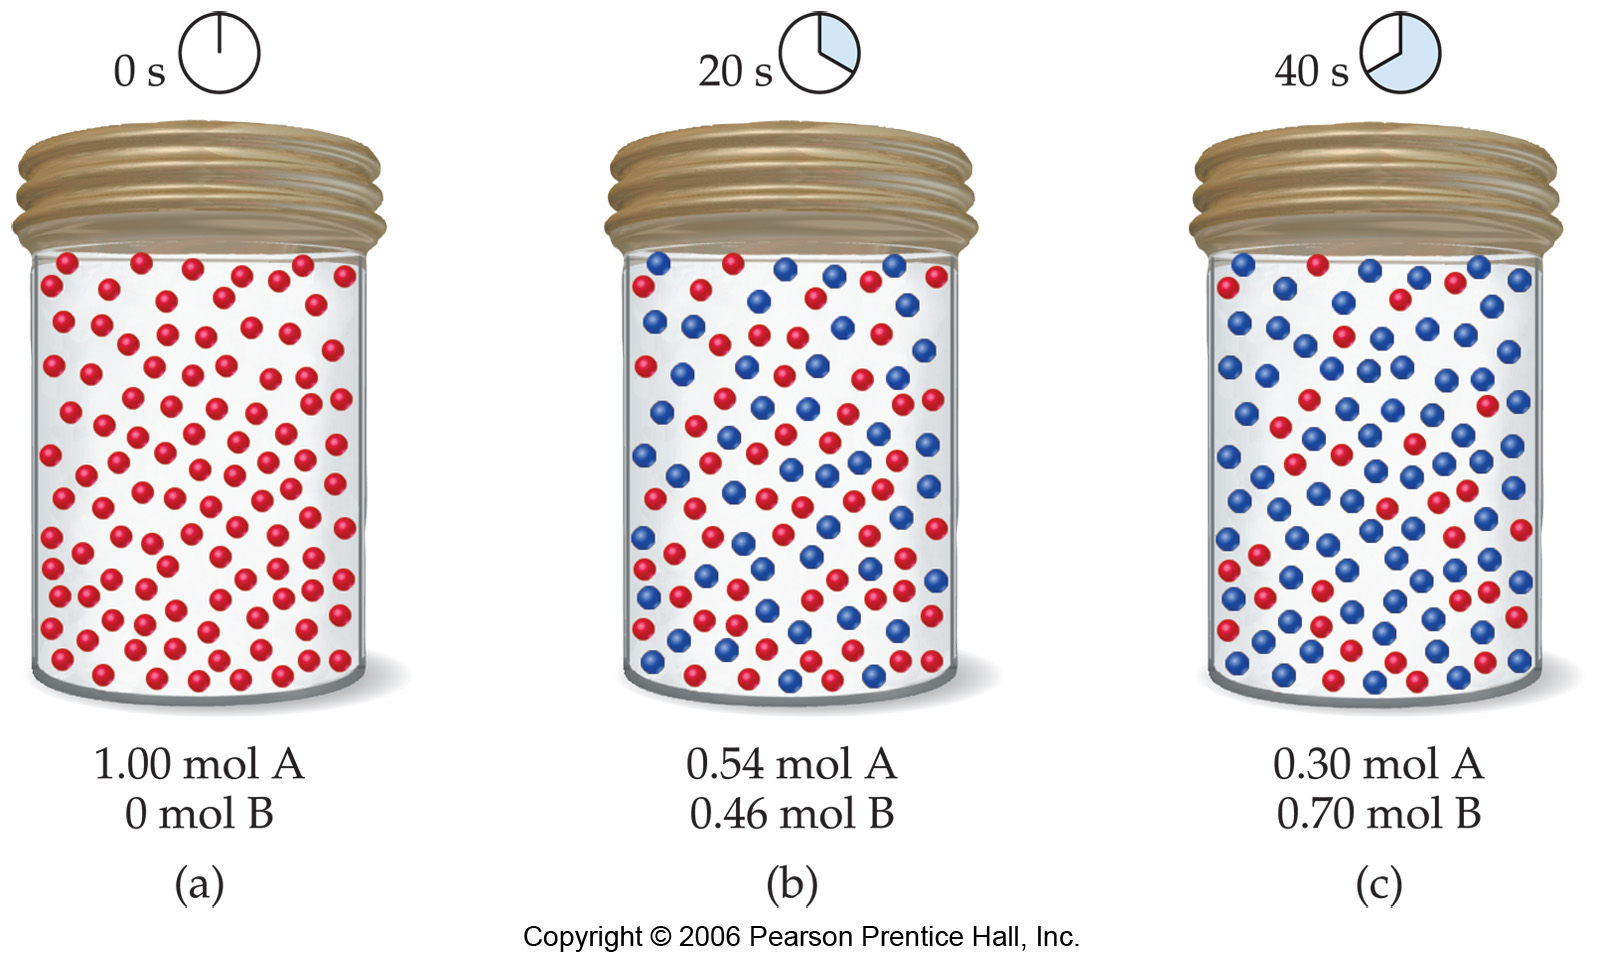 0 s
20 s
40 s
1.00 mol A
0 mol B
(a)
0.54 mol A
0.46 mol B
(b)
0.30 mol A
0.70 mol B
(c)
Copyright © 2006 Pearson Prentice Hall, Inc.